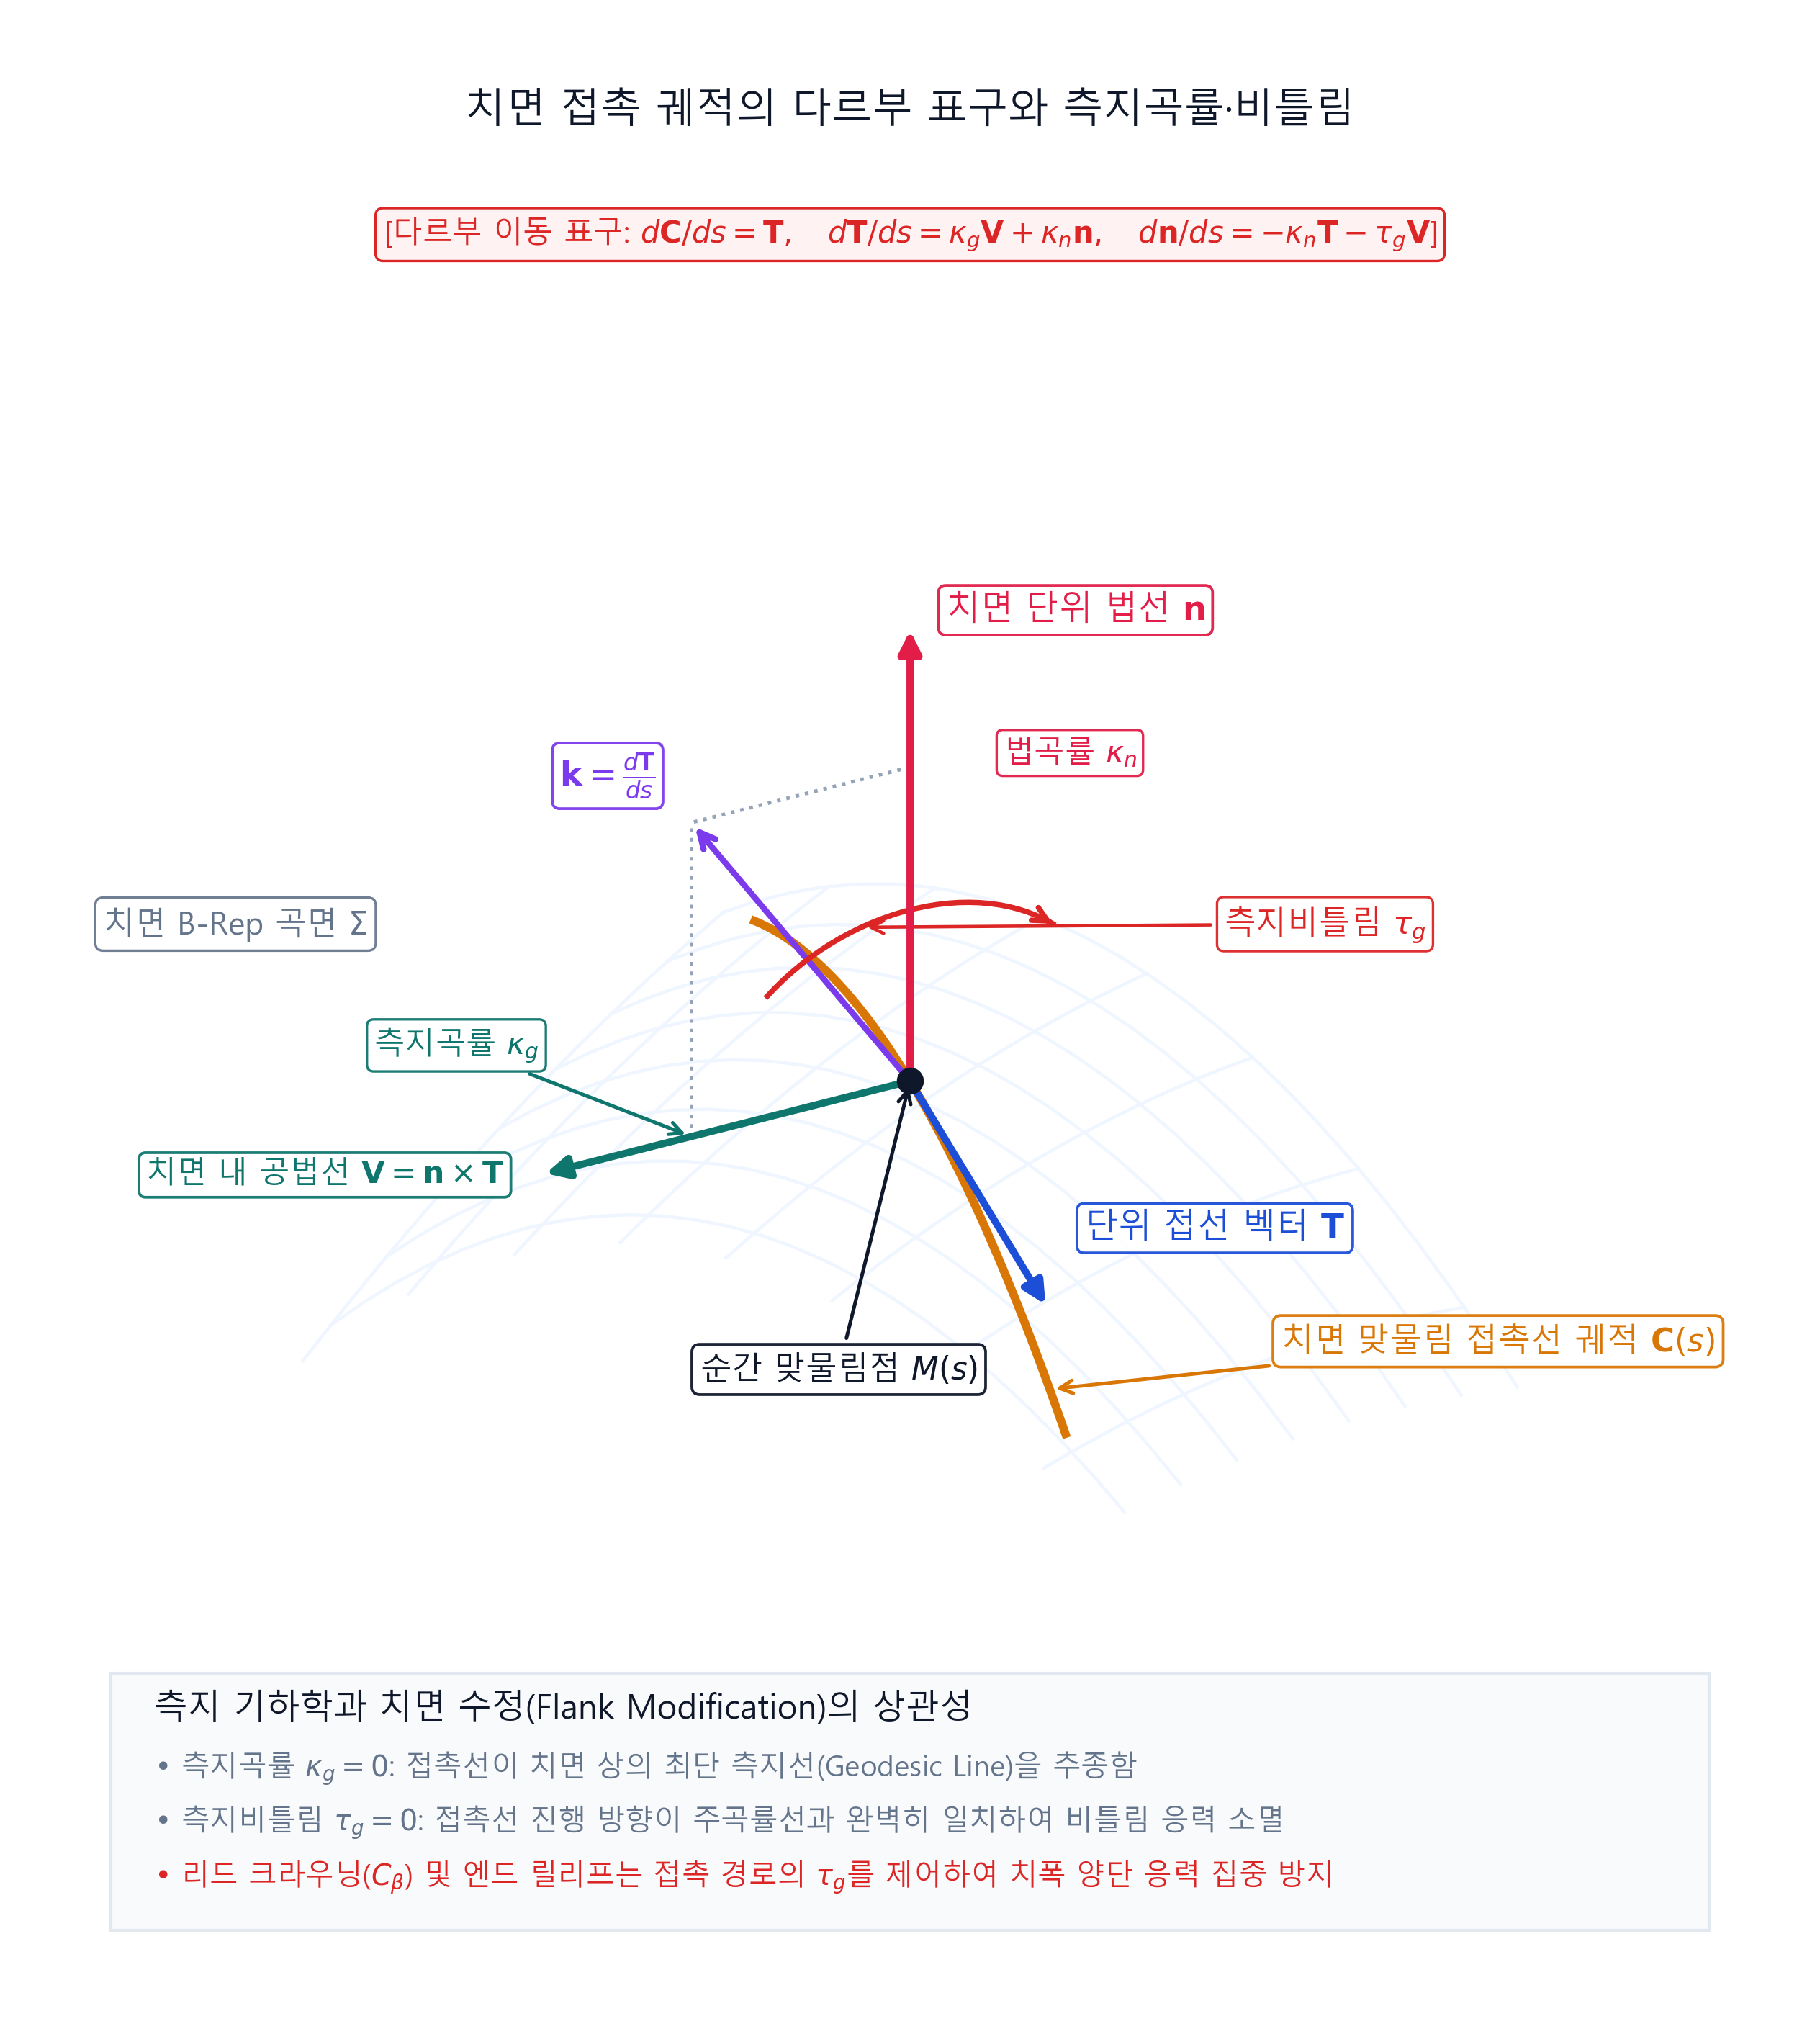 치면 접촉 궤적의 다르부 표구와 측지곡률·비틀림
[다르부 이동 표구: dC/ds = T, dT/ds = κ_g V + κ_n n, dn/ds = −κ_n T − τ_g V]
치면 단위 법선 n
법곡률 κ_n
k = dT/ds
치면 B-Rep 곡면 Σ
측지비틀림 τ_g
측지곡률 κ_g
치면 내 공법선 V = n × T
단위 접선 벡터 T
치면 맞물림 접촉선 궤적 C(s)
순간 맞물림점 M(s)
측지 기하학과 치면 수정(Flank Modification)의 상관성
• 측지곡률 κ_g = 0: 접촉선이 치면 상의 최단 측지선(Geodesic Line)을 추종함
• 측지비틀림 τ_g = 0: 접촉선 진행 방향이 주곡률선과 완벽히 일치하여 비틀림 응력 소멸
• 리드 크라우닝(C_β) 및 엔드 릴리프는 접촉 경로의 τ_g를 제어하여 치폭 양단 응력 집중 방지